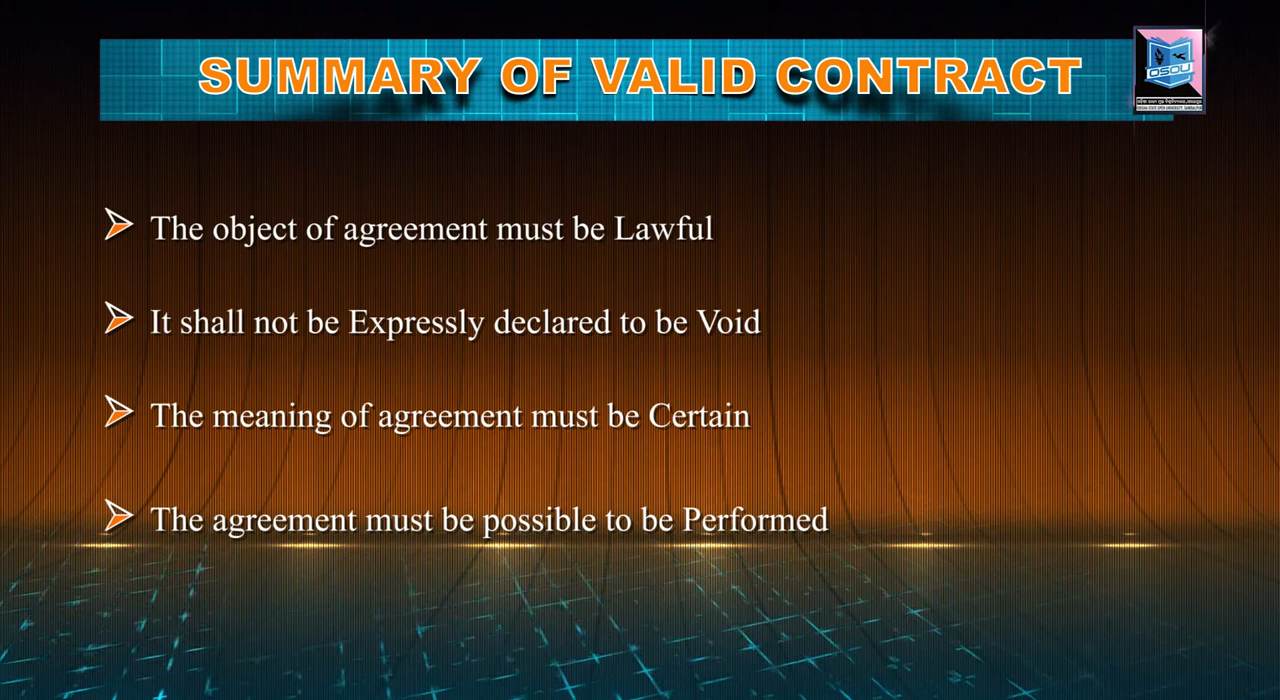 SUMMARY OF VALID CONTRACT
OSOU
The object of agreement must be Lawful
It shall not be Expressly declared to be Void
The meaning of agreement must be Certain
The agreement must be possible to be Performed